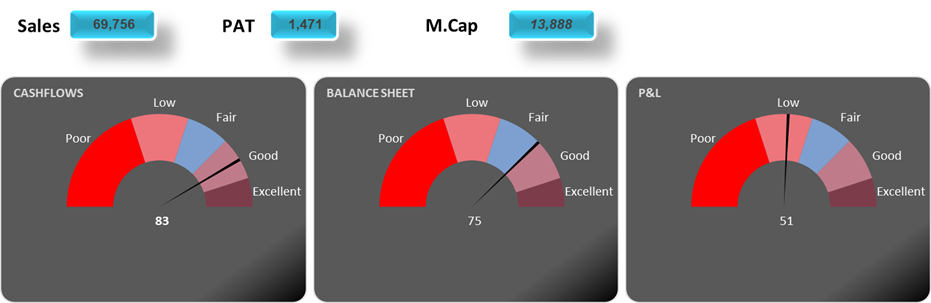 Sales 69,756 PAT 1,471 M.Cap 13,888
CASHFLOWS
Low
Fair
Poor
Good
Excellent
83
BALANCE SHEET
Low
Fair
Poor
Good
Excellent
75
P&L
Low
Fair
Poor
Good
Excellent
51